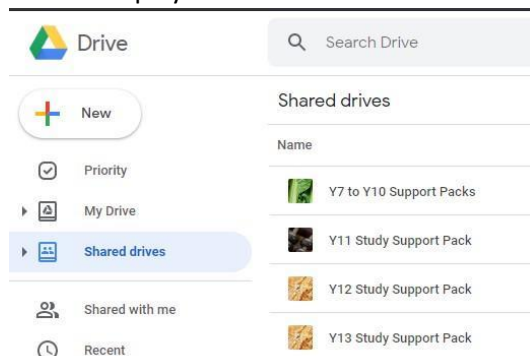 Drive
Search Drive
New
Shared drives
Name
Priority
My Drive
Shared drives
Shared with me
Recent
Y7 to Y10 Support Packs
Y11 Study Support Pack
Y12 Study Support Pack
Y13 Study Support Pack